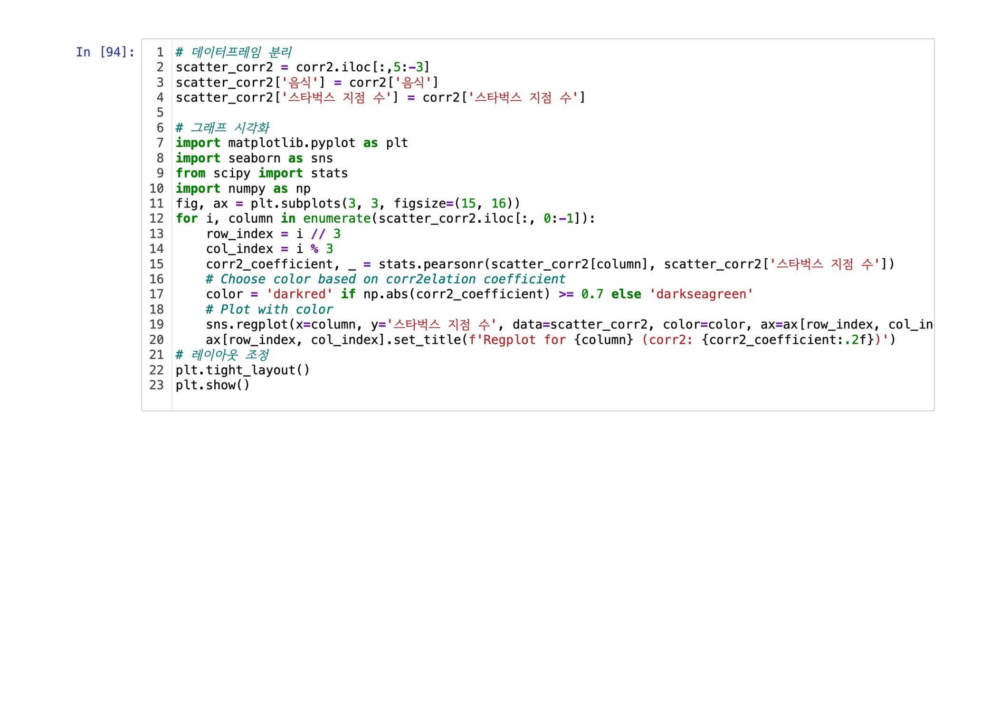 In [94]:
1 # 데이터프레임 분리
2 scatter_corr2 = corr2.iloc[:,5:-3]
3 scatter_corr2['음식'] = corr2['음식']
4 scatter_corr2['스타벅스 지점 수'] = corr2['스타벅스 지점 수']
5
6 # 그래프 시각화
7 import matplotlib.pyplot as plt
8 import seaborn as sns
9 from scipy import stats
10 import numpy as np
11 fig, ax = plt.subplots(3, 3, figsize=(15, 16))
12 for i, column in enumerate(scatter_corr2.iloc[:, 0:-1]):
13     row_index = i // 3
14     col_index = i % 3
15     corr2_coefficient, _ = stats.pearsonr(scatter_corr2[column], scatter_corr2['스타벅스 지점 수'])
16     # Choose color based on corr2elation coefficient
17     color = 'darkred' if np.abs(corr2_coefficient) >= 0.7 else 'darkseagreen'
18     # Plot with color
19     sns.regplot(x=column, y='스타벅스 지점 수', data=scatter_corr2, color=color, ax=ax[row_index, col_in
20     ax[row_index, col_index].set_title(f'Regplot for {column} (corr2: {corr2_coefficient:.2f})')
21 # 레이아웃 조정
22 plt.tight_layout()
23 plt.show()